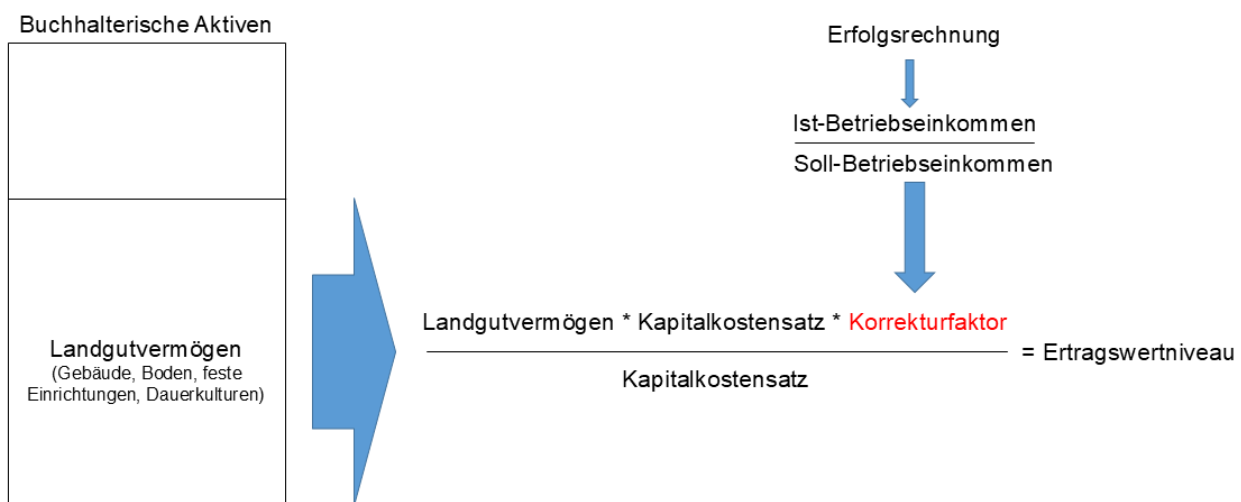 Buchhalterische Aktiven
Erfolgsrechnung
Ist-Betriebseinkommen
Soll-Betriebseinkommen
Landgutvermögen
(Gebäude, Boden, feste
Einrichtungen, Dauerkulturen)
Landgutvermögen * Kapitalkostensatz * Korrekturfaktor
Kapitalkostensatz
= Ertragswertniveau